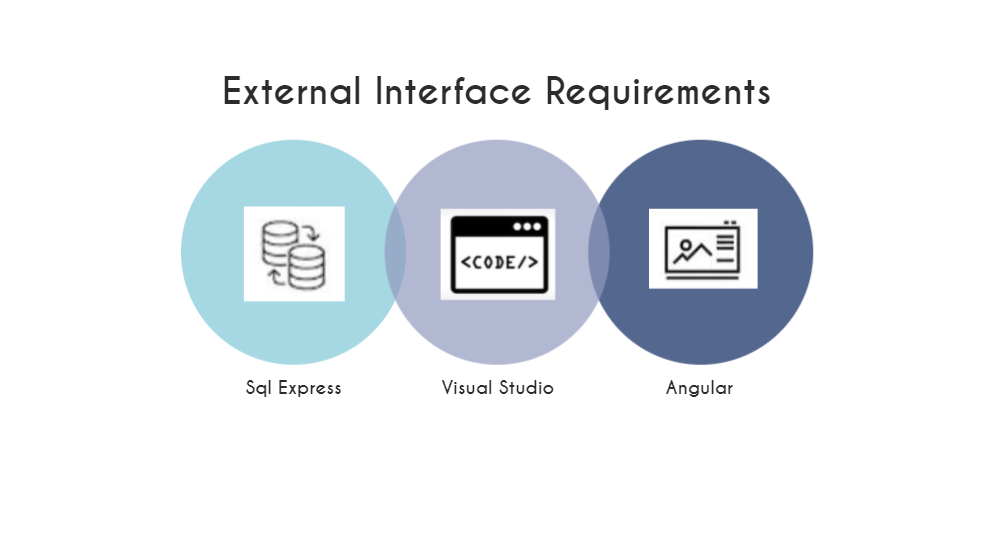 External Interface Requirements
<CODE/>
Sql Express
Visual Studio
Angular